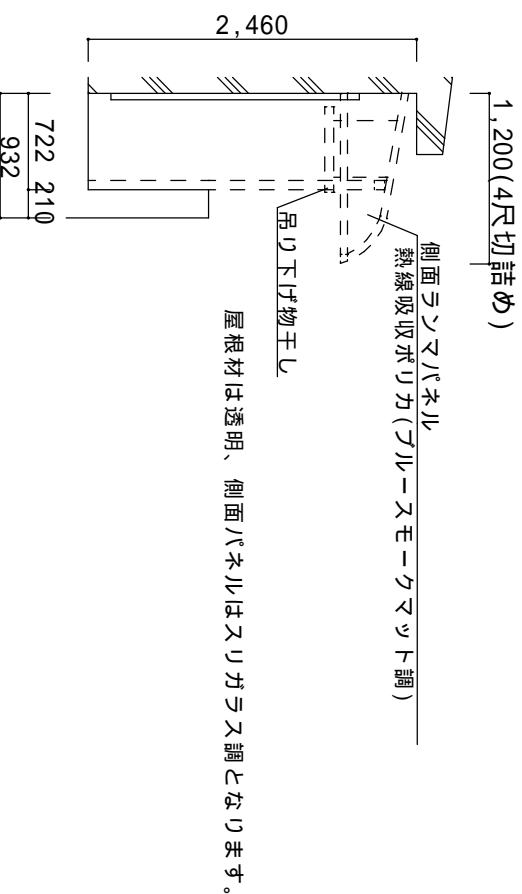 2,460
1,200(4尺切詰め)
側面ランマパネル
熱線吸収ポリカ(ブルースモークマット調)
吊り下げ物干し
屋根材は透明、側面パネルはスリガラス調となります。
722 210
932